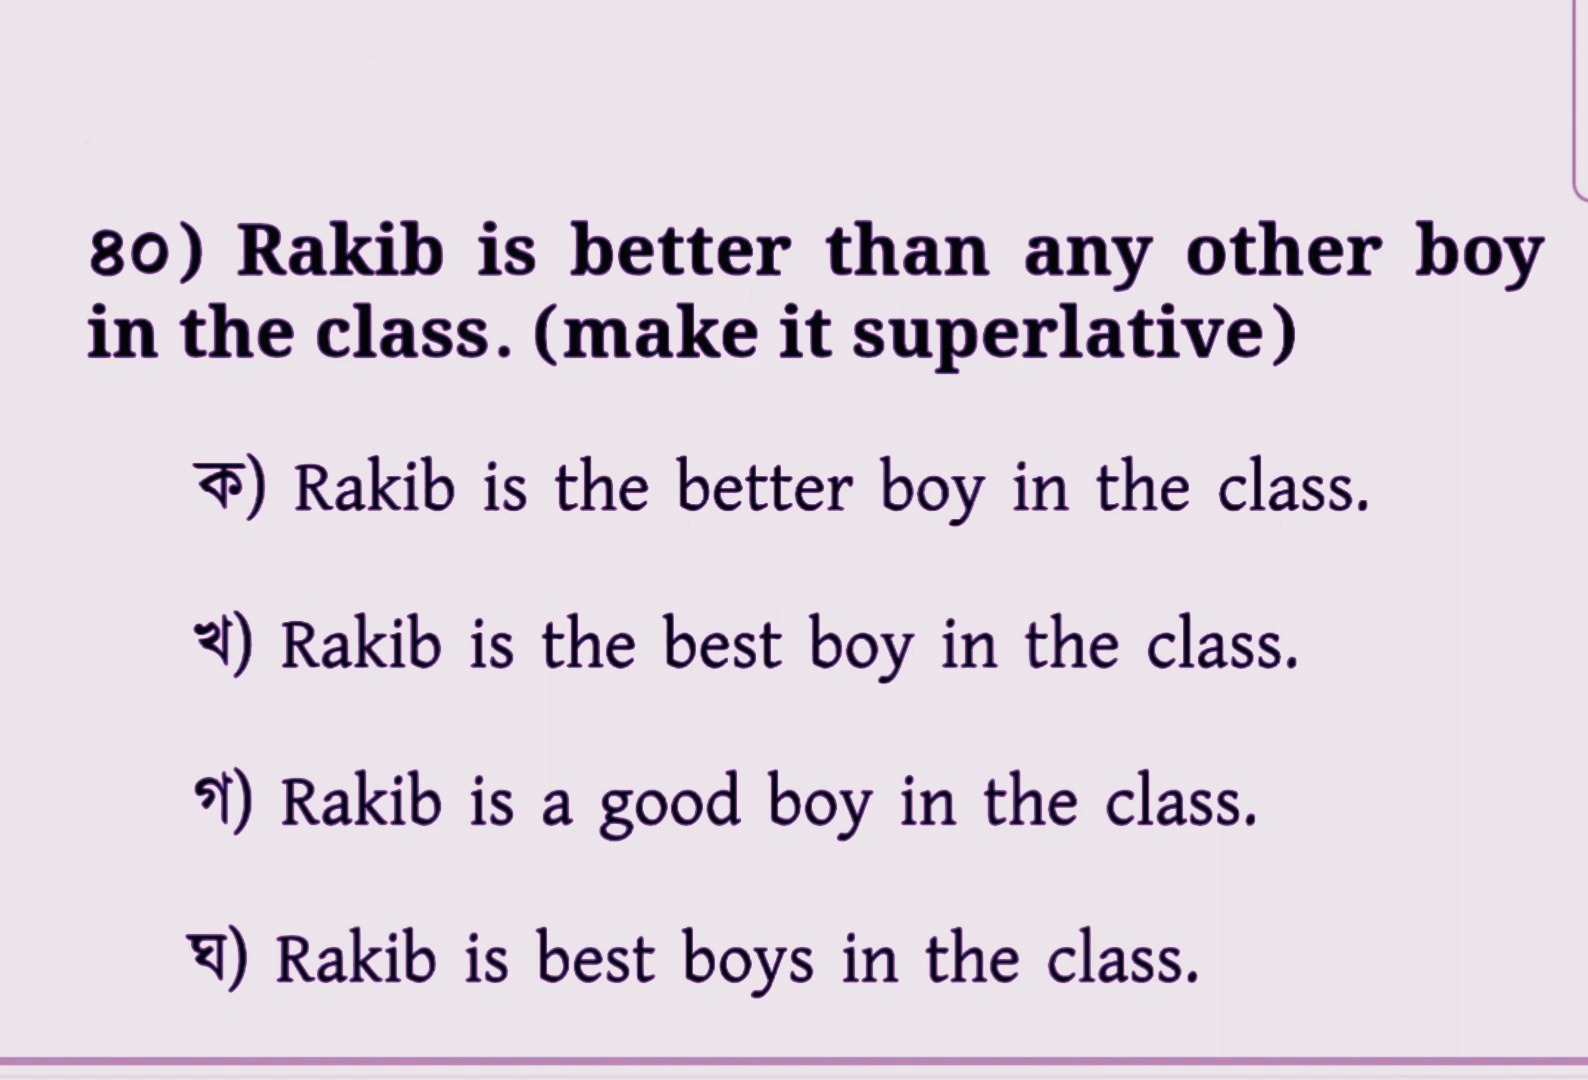 ৪০) Rakib is better than any other boy
in the class. (make it superlative)
ক) Rakib is the better boy in the class.
খ) Rakib is the best boy in the class.
গ) Rakib is a good boy in the class.
ঘ) Rakib is best boys in the class.